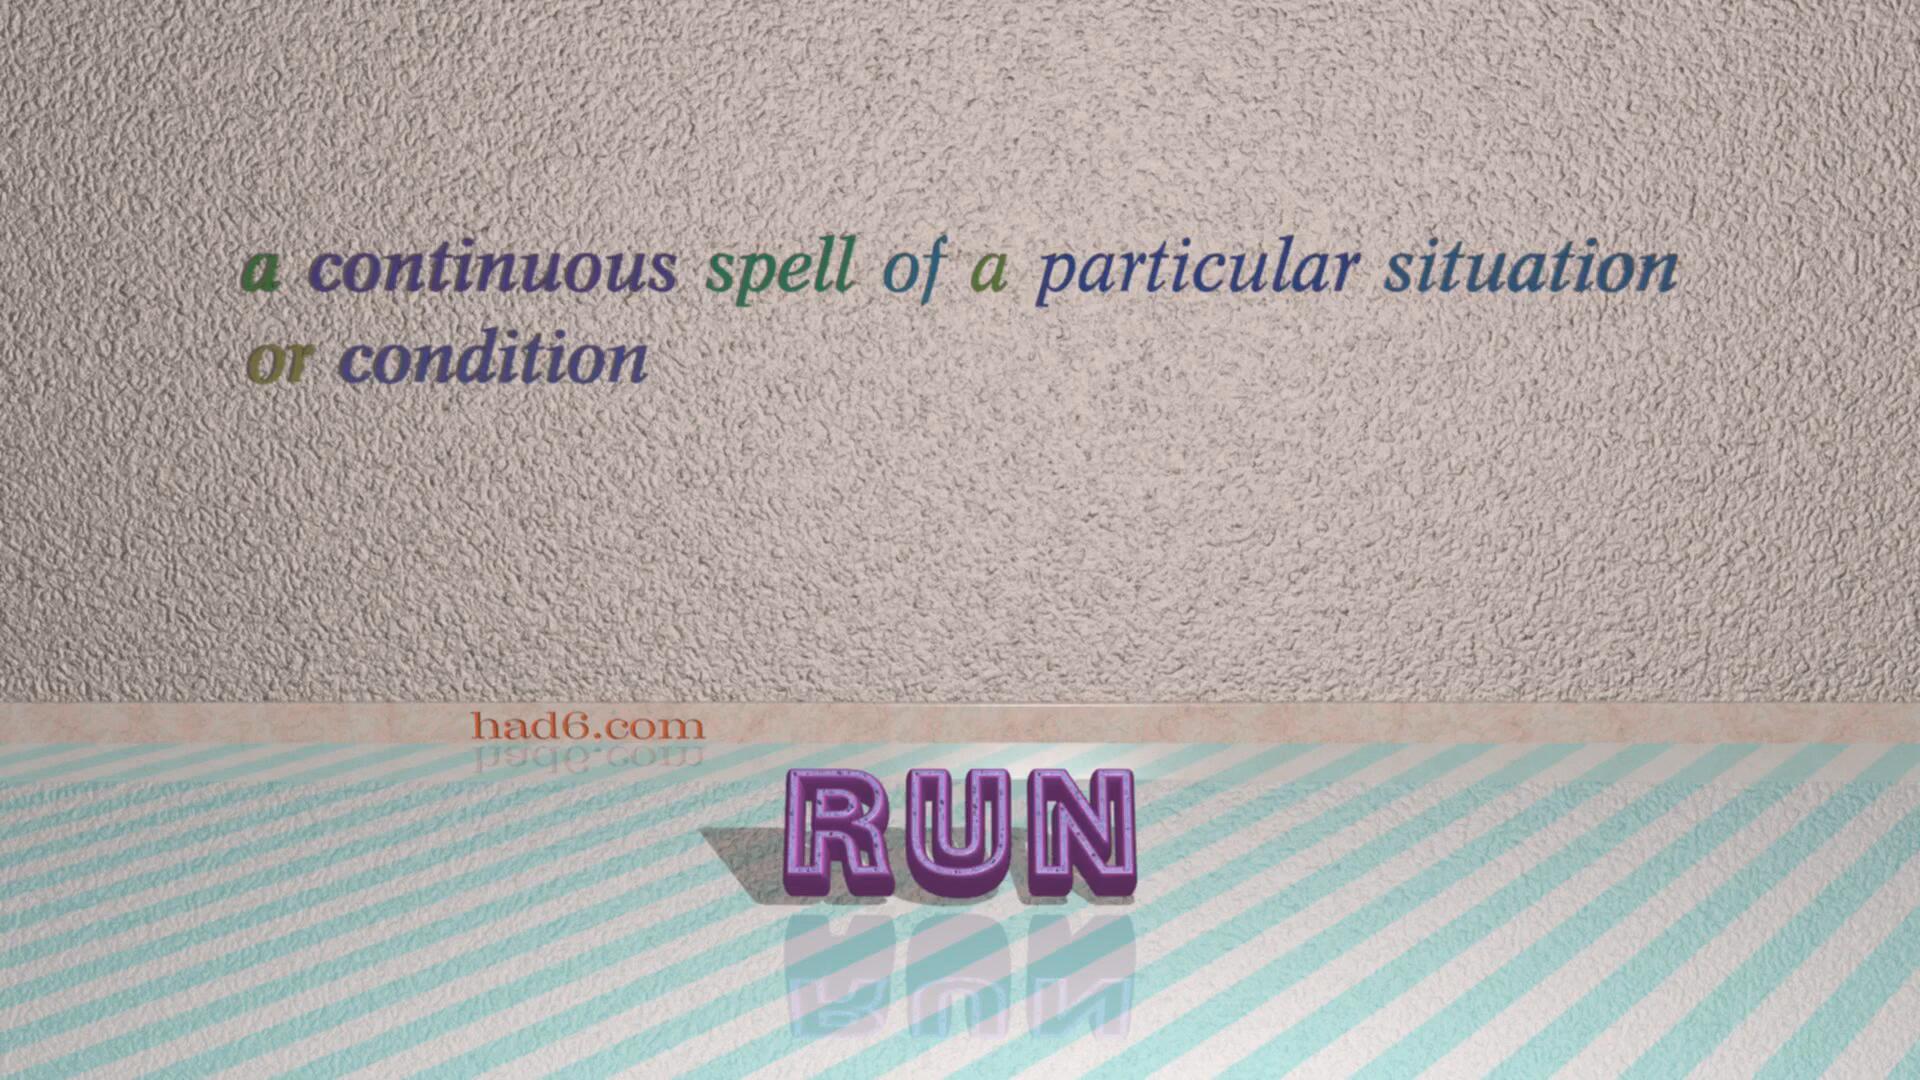 a continuous spell of a particular situation
or condition
had6.com
RUN